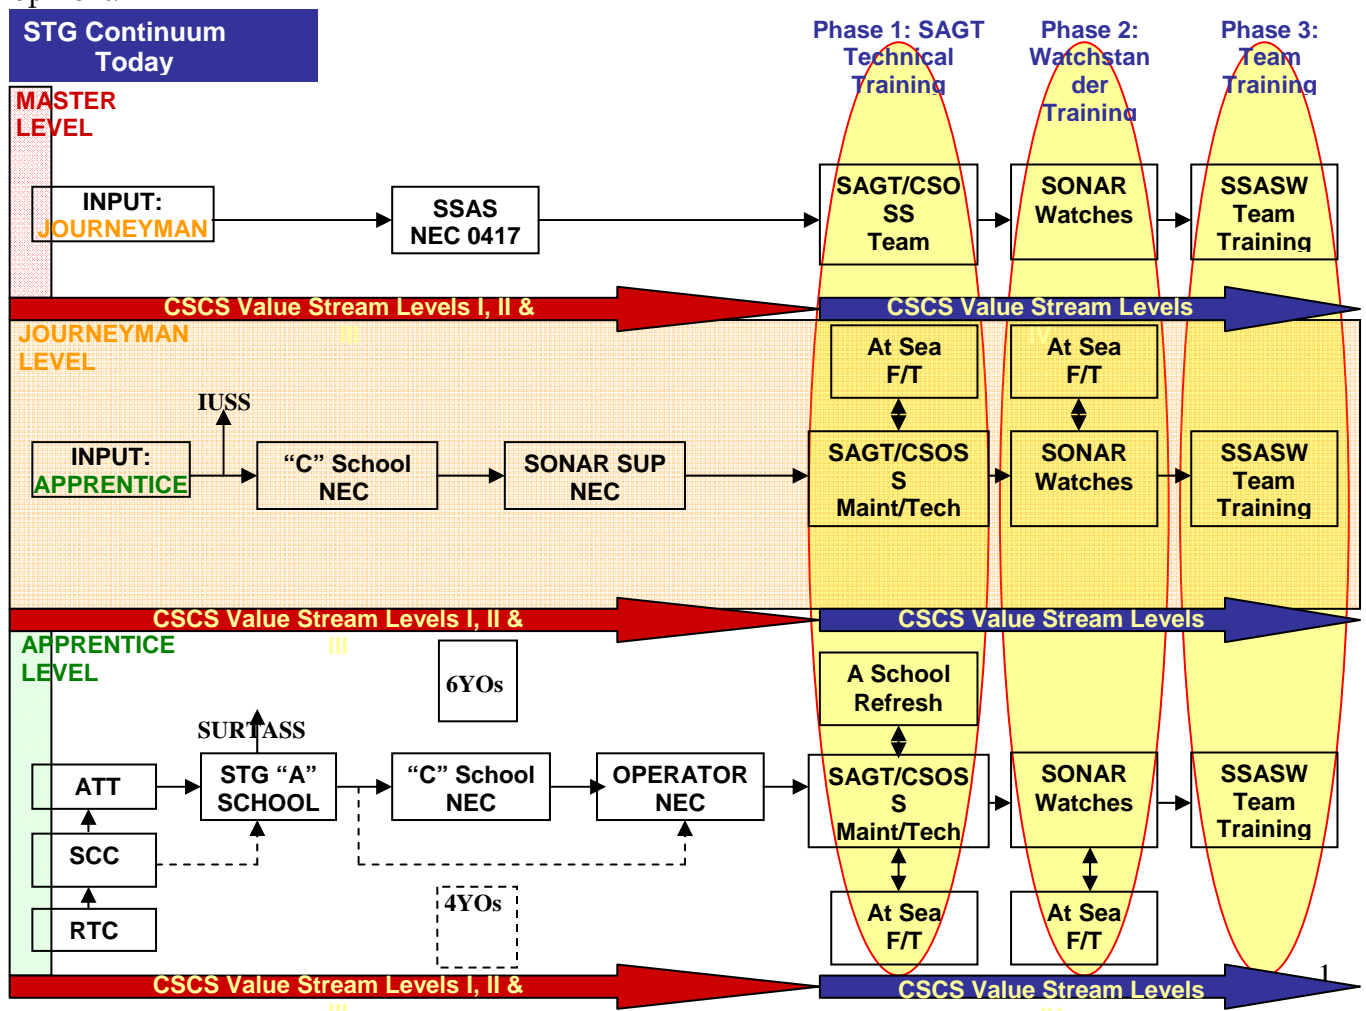 STG Continuum
Today
Phase 1: SAGT
Technical
Training
Phase 2:
Watchstan
der
Training
Phase 3:
Team
Training
MASTER
LEVEL
INPUT:
JOURNEYMAN
SSAS
NEC 0417
SAGT/CSO
SS
Team
SONAR
Watches
SSASW
Team
Training
CSCS Value Stream Levels I, II &
III
CSCS Value Stream Levels
IV
JOURNEYMAN
LEVEL
At Sea
F/T
At Sea
F/T
IUSS
INPUT:
APPRENTICE
“C” School
NEC
SONAR SUP
NEC
SAGT/CSOS
S
Maint/Tech
SONAR
Watches
SSASW
Team
Training
CSCS Value Stream Levels I, II &
III
CSCS Value Stream Levels
APPRENTICE
LEVEL
6YOs
A School
Refresh
SURTASS
ATT
STG “A”
SCHOOL
“C” School
NEC
OPERATOR
NEC
SAGT/CSOS
S
Maint/Tech
SONAR
Watches
SSASW
Team
Training
SCC
RTC
4YOs
At Sea
F/T
At Sea
F/T
1
CSCS Value Stream Levels I, II &
III
CSCS Value Stream Levels